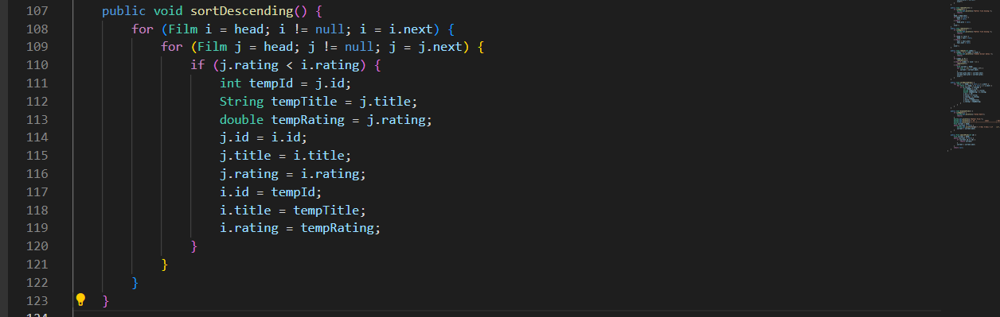 107 public void sortDescending() {
108 for (Film i = head; i != null; i = i.next) {
109 for (Film j = head; j != null; j = j.next) {
110 if (j.rating < i.rating) {
111 int tempId = j.id;
112 String tempTitle = j.title;
113 double tempRating = j.rating;
114 j.id = i.id;
115 j.title = i.title;
116 j.rating = i.rating;
117 i.id = tempId;
118 i.title = tempTitle;
119 i.rating = tempRating;
120 }
121 }
122 }
123 }